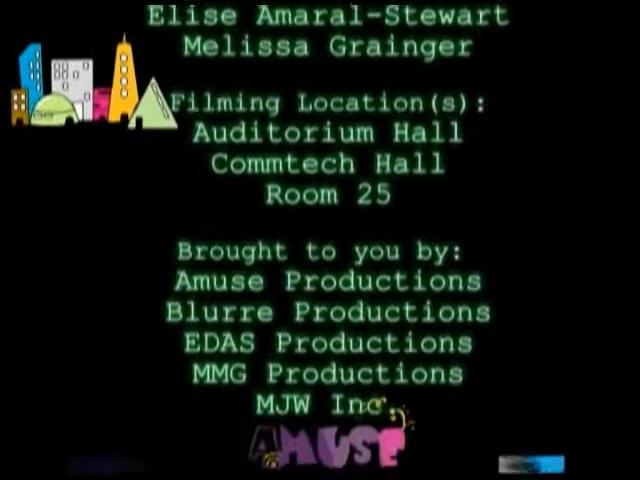 Elise Amaral-Stewart
Melissa Grainger
Filming Location(s):
Auditorium Hall
Commtech Hall
Room 25
Brought to you by:
Amuse Productions
Blurre Productions
EDAS Productions
MMG Productions
MJW Inc.
AMUSE